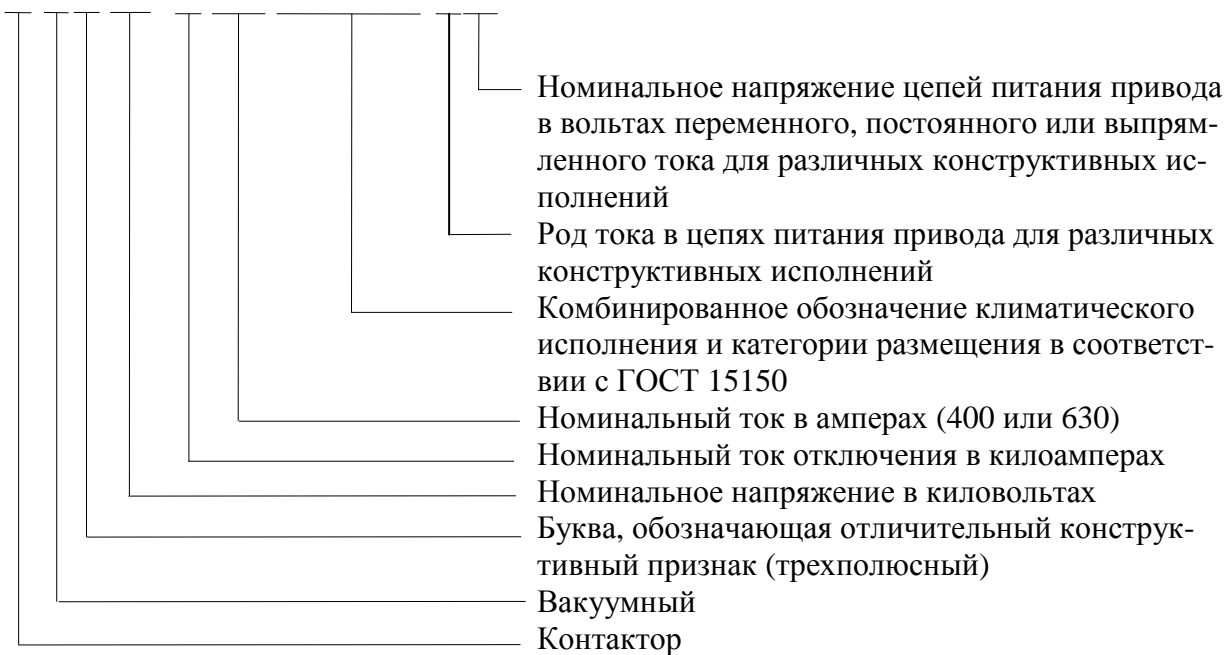 Номинальное напряжение цепей питания привода
в вольтах переменного, постоянного или выпрям-
ленного тока для различных конструктивных ис-
полнений
Род тока в цепях питания привода для различных
конструктивных исполнений
Комбинированное обозначение климатического
исполнения и категории размещения в соответст-
вии с ГОСТ 15150
Номинальный ток в амперах (400 или 630)
Номинальный ток отключения в килоамперах
Номинальное напряжение в киловольтах
Буква, обозначающая отличительный конструк-
тивный признак (трехполюсный)
Вакуумный
Контактор